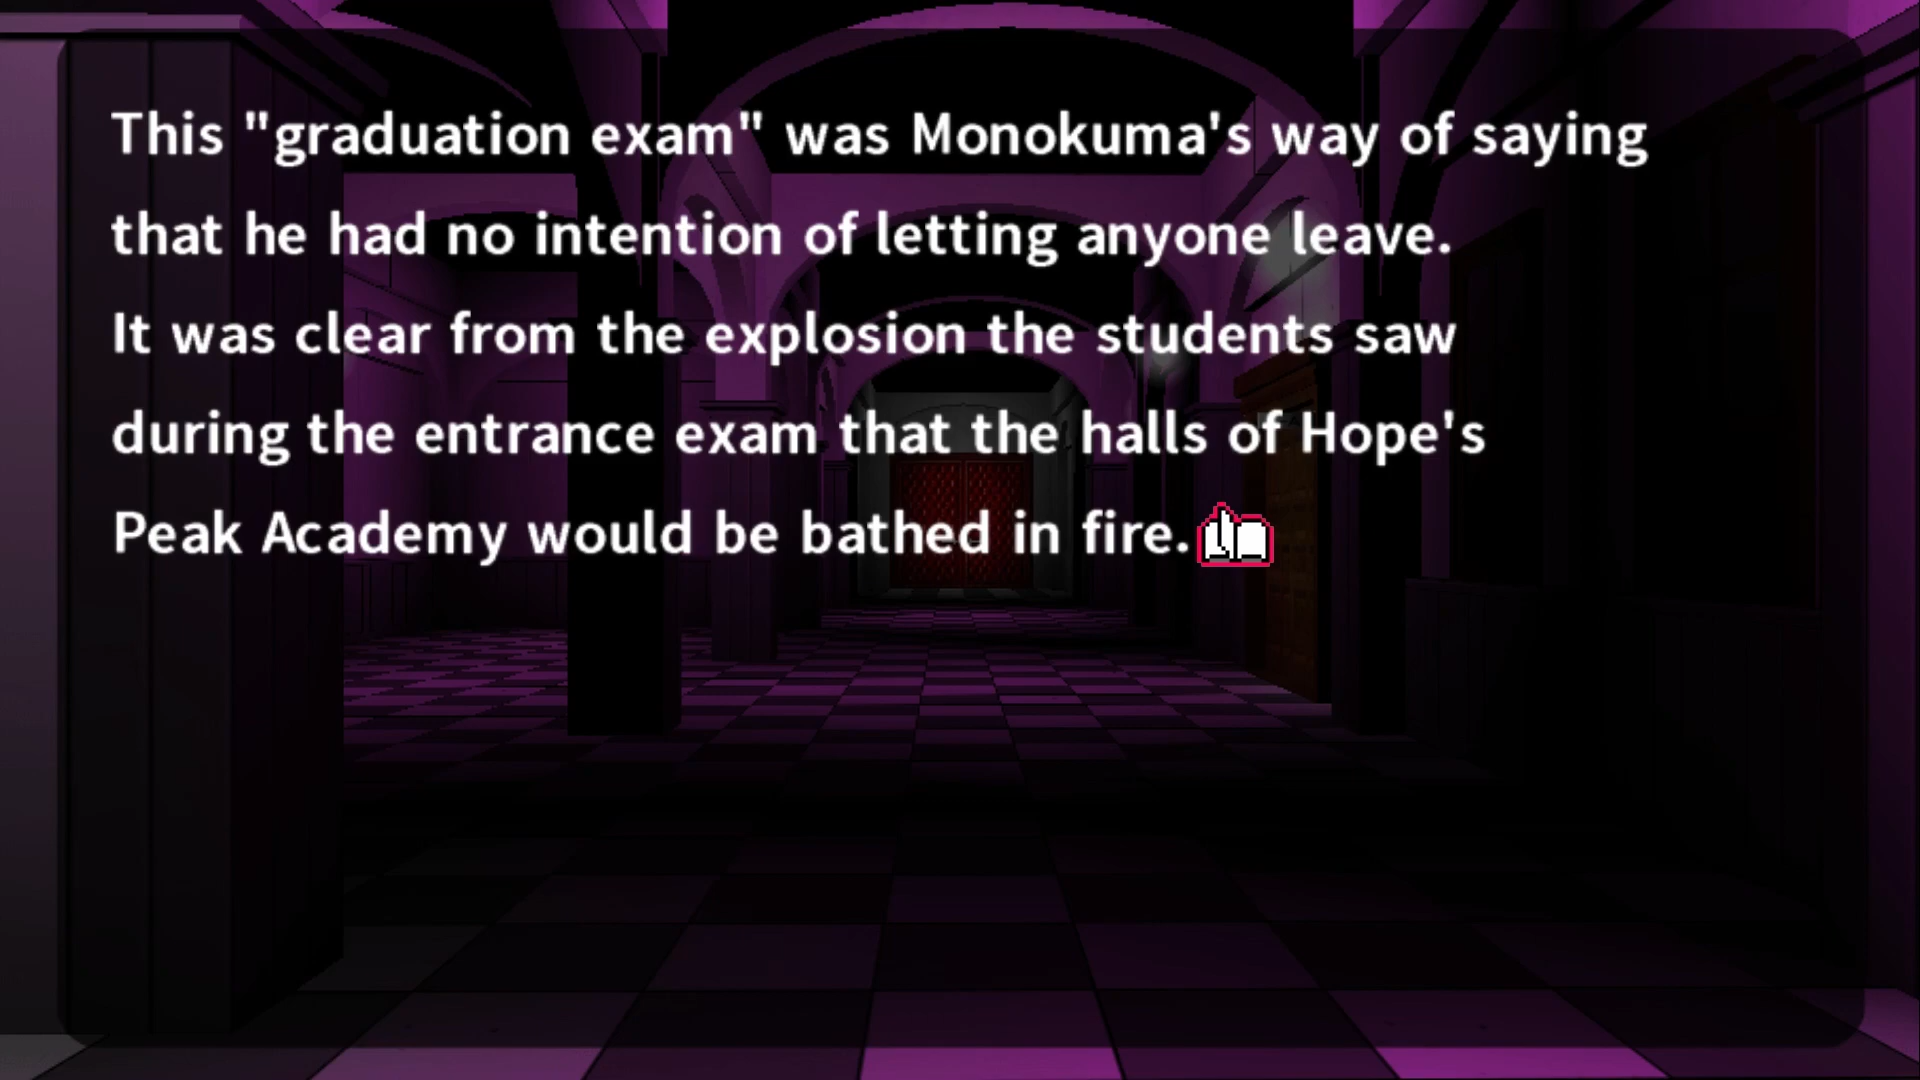 This "graduation exam" was Monokuma's way of saying
that he had no intention of letting anyone leave.
It was clear from the explosion the students saw
during the entrance exam that the halls of Hope's
Peak Academy would be bathed in fire.